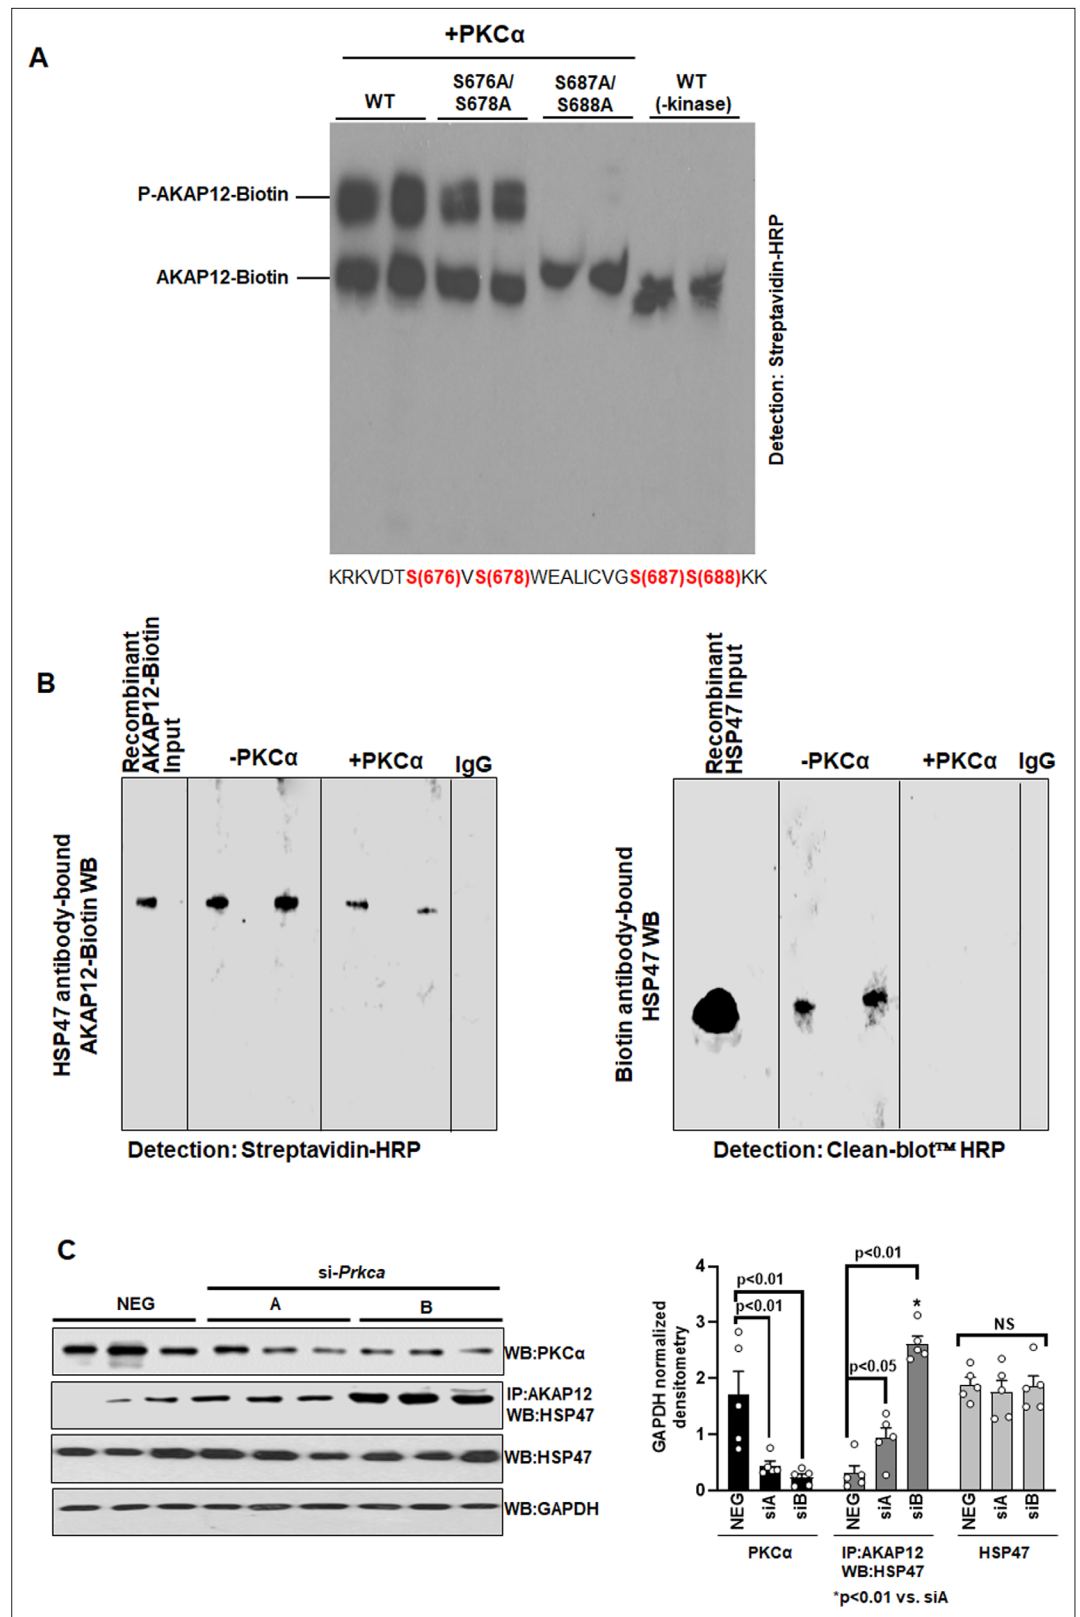 A
+PKCα
WT
S676A/
S678A
S687A/
S688A
WT
(-kinase)
P-AKAP12-Biotin
AKAP12-Biotin
Detection: Streptavidin-HRP
KRKVDTS(676)VS(678)WEALICVGS(687)S(688)KK
B
Recombinant
AKAP12-Biotin
Input
-PKCα
+PKCα
IgG
HSP47 antibody-bound
AKAP12-Biotin WB
Detection: Streptavidin-HRP
Recombinant
HSP47 Input
-PKCα
+PKCα
IgG
Biotin antibody-bound
HSP47 WB
Detection: Clean-blot™ HRP
C
si-Prkca
NEG
A
B
WB:PKCα
IP:AKAP12
WB:HSP47
WB:HSP47
WB:GAPDH
GAPDH normalized
densitometry
4
3
2
1
0
p<0.01
p<0.01
p<0.01
p<0.05
*
NS
NEG
siA
siB
NEG
siA
siB
NEG
siA
siB
PKCα
IP:AKAP12
WB:HSP47
HSP47
*p<0.01 vs. siA